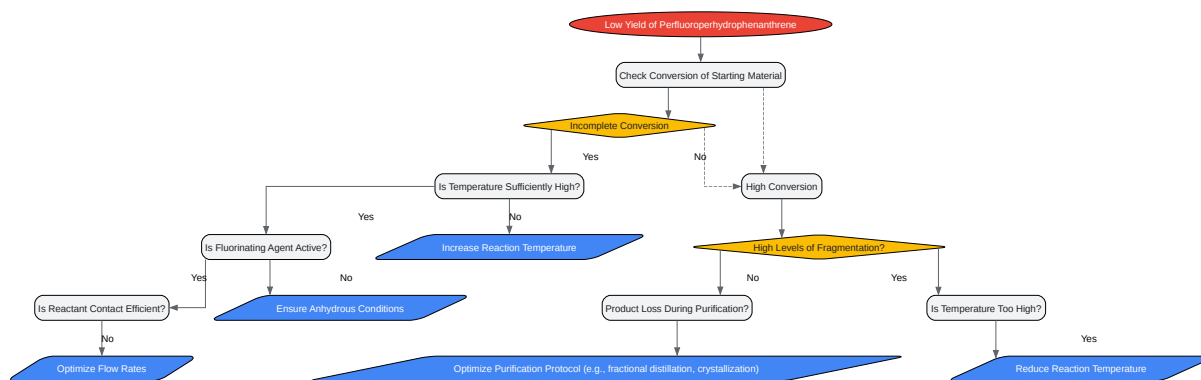 Low Yield of Perfluoroperhydrophenanthrene
Check Conversion of Starting Material
Incomplete Conversion
Yes
No
Is Temperature Sufficiently High?
High Conversion
Yes
No
Is Fluorinating Agent Active?
Increase Reaction Temperature
High Levels of Fragmentation?
Yes
No
No
Yes
Is Reactant Contact Efficient?
Ensure Anhydrous Conditions
Product Loss During Purification?
Is Temperature Too High?
No
Yes
Optimize Flow Rates
Optimize Purification Protocol (e.g., fractional distillation, crystallization)
Reduce Reaction Temperature